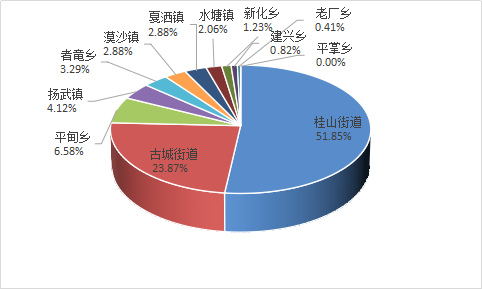 戛洒镇
2.88%
水塘镇
2.06%
新化乡
1.23%
老厂乡
0.41%
漠沙镇
2.88%
建兴乡
0.82%
平掌乡
0.00%
者竜乡
3.29%
扬武镇
4.12%
平甸乡
6.58%
桂山街道
51.85%
古城街道
23.87%